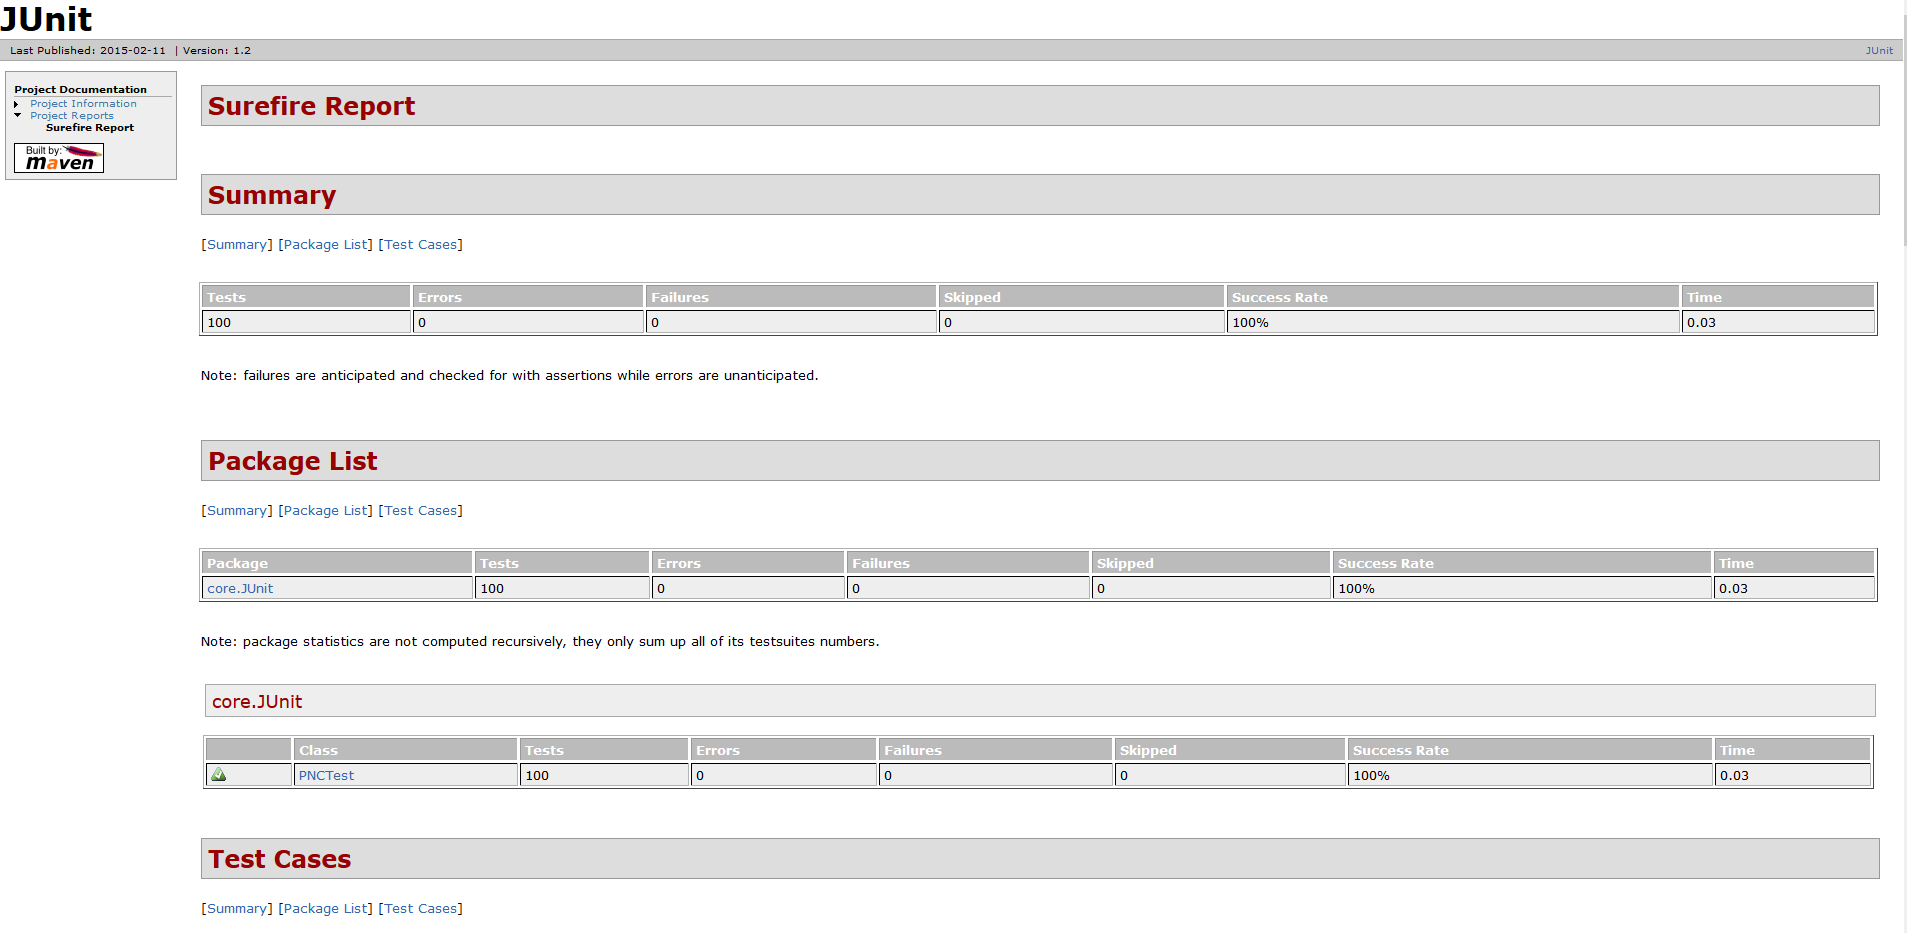 JUnit
Last Published: 2015-02-11 | Version: 1.2 JUnit
Project Documentation
Project Information
Project Reports
Surefire Report
Built by:
maven
Surefire Report
Summary
[Summary] [Package List] [Test Cases]
Tests Errors Failures Skipped Success Rate Time
100 0 0 0 100% 0.03
Note: failures are anticipated and checked for with assertions while errors are unanticipated.
Package List
[Summary] [Package List] [Test Cases]
Package Tests Errors Failures Skipped Success Rate Time
core.JUnit 100 0 0 0 100% 0.03
Note: package statistics are not computed recursively, they only sum up all of its testsuites numbers.
core.JUnit
Class Tests Errors Failures Skipped Success Rate Time
PNCTest 100 0 0 0 100% 0.03
Test Cases
[Summary] [Package List] [Test Cases]